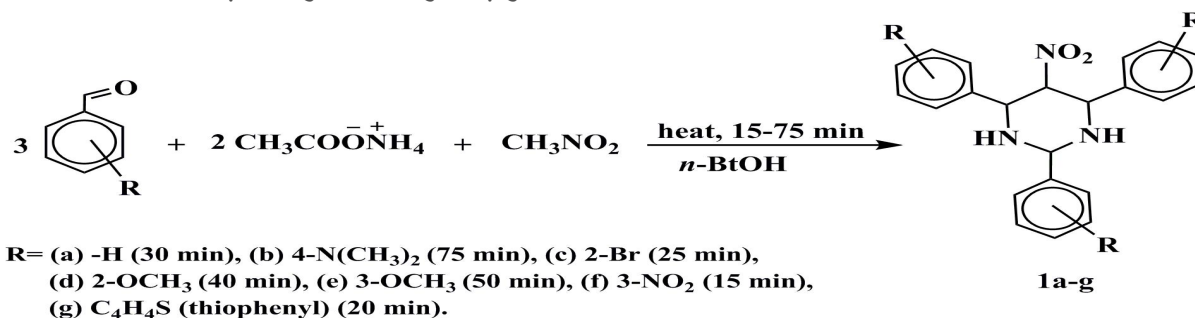 R
NO₂
R
O
3
+
2 CH₃COO⁻N⁺H₄
+
CH₃NO₂
heat, 15-75 min
n-BtOH
HN
NH
R
R
R= (a) -H (30 min), (b) 4-N(CH₃)₂ (75 min), (c) 2-Br (25 min),
(d) 2-OCH₃ (40 min), (e) 3-OCH₃ (50 min), (f) 3-NO₂ (15 min),
(g) C₄H₄S (thiophenyl) (20 min).
1a-g